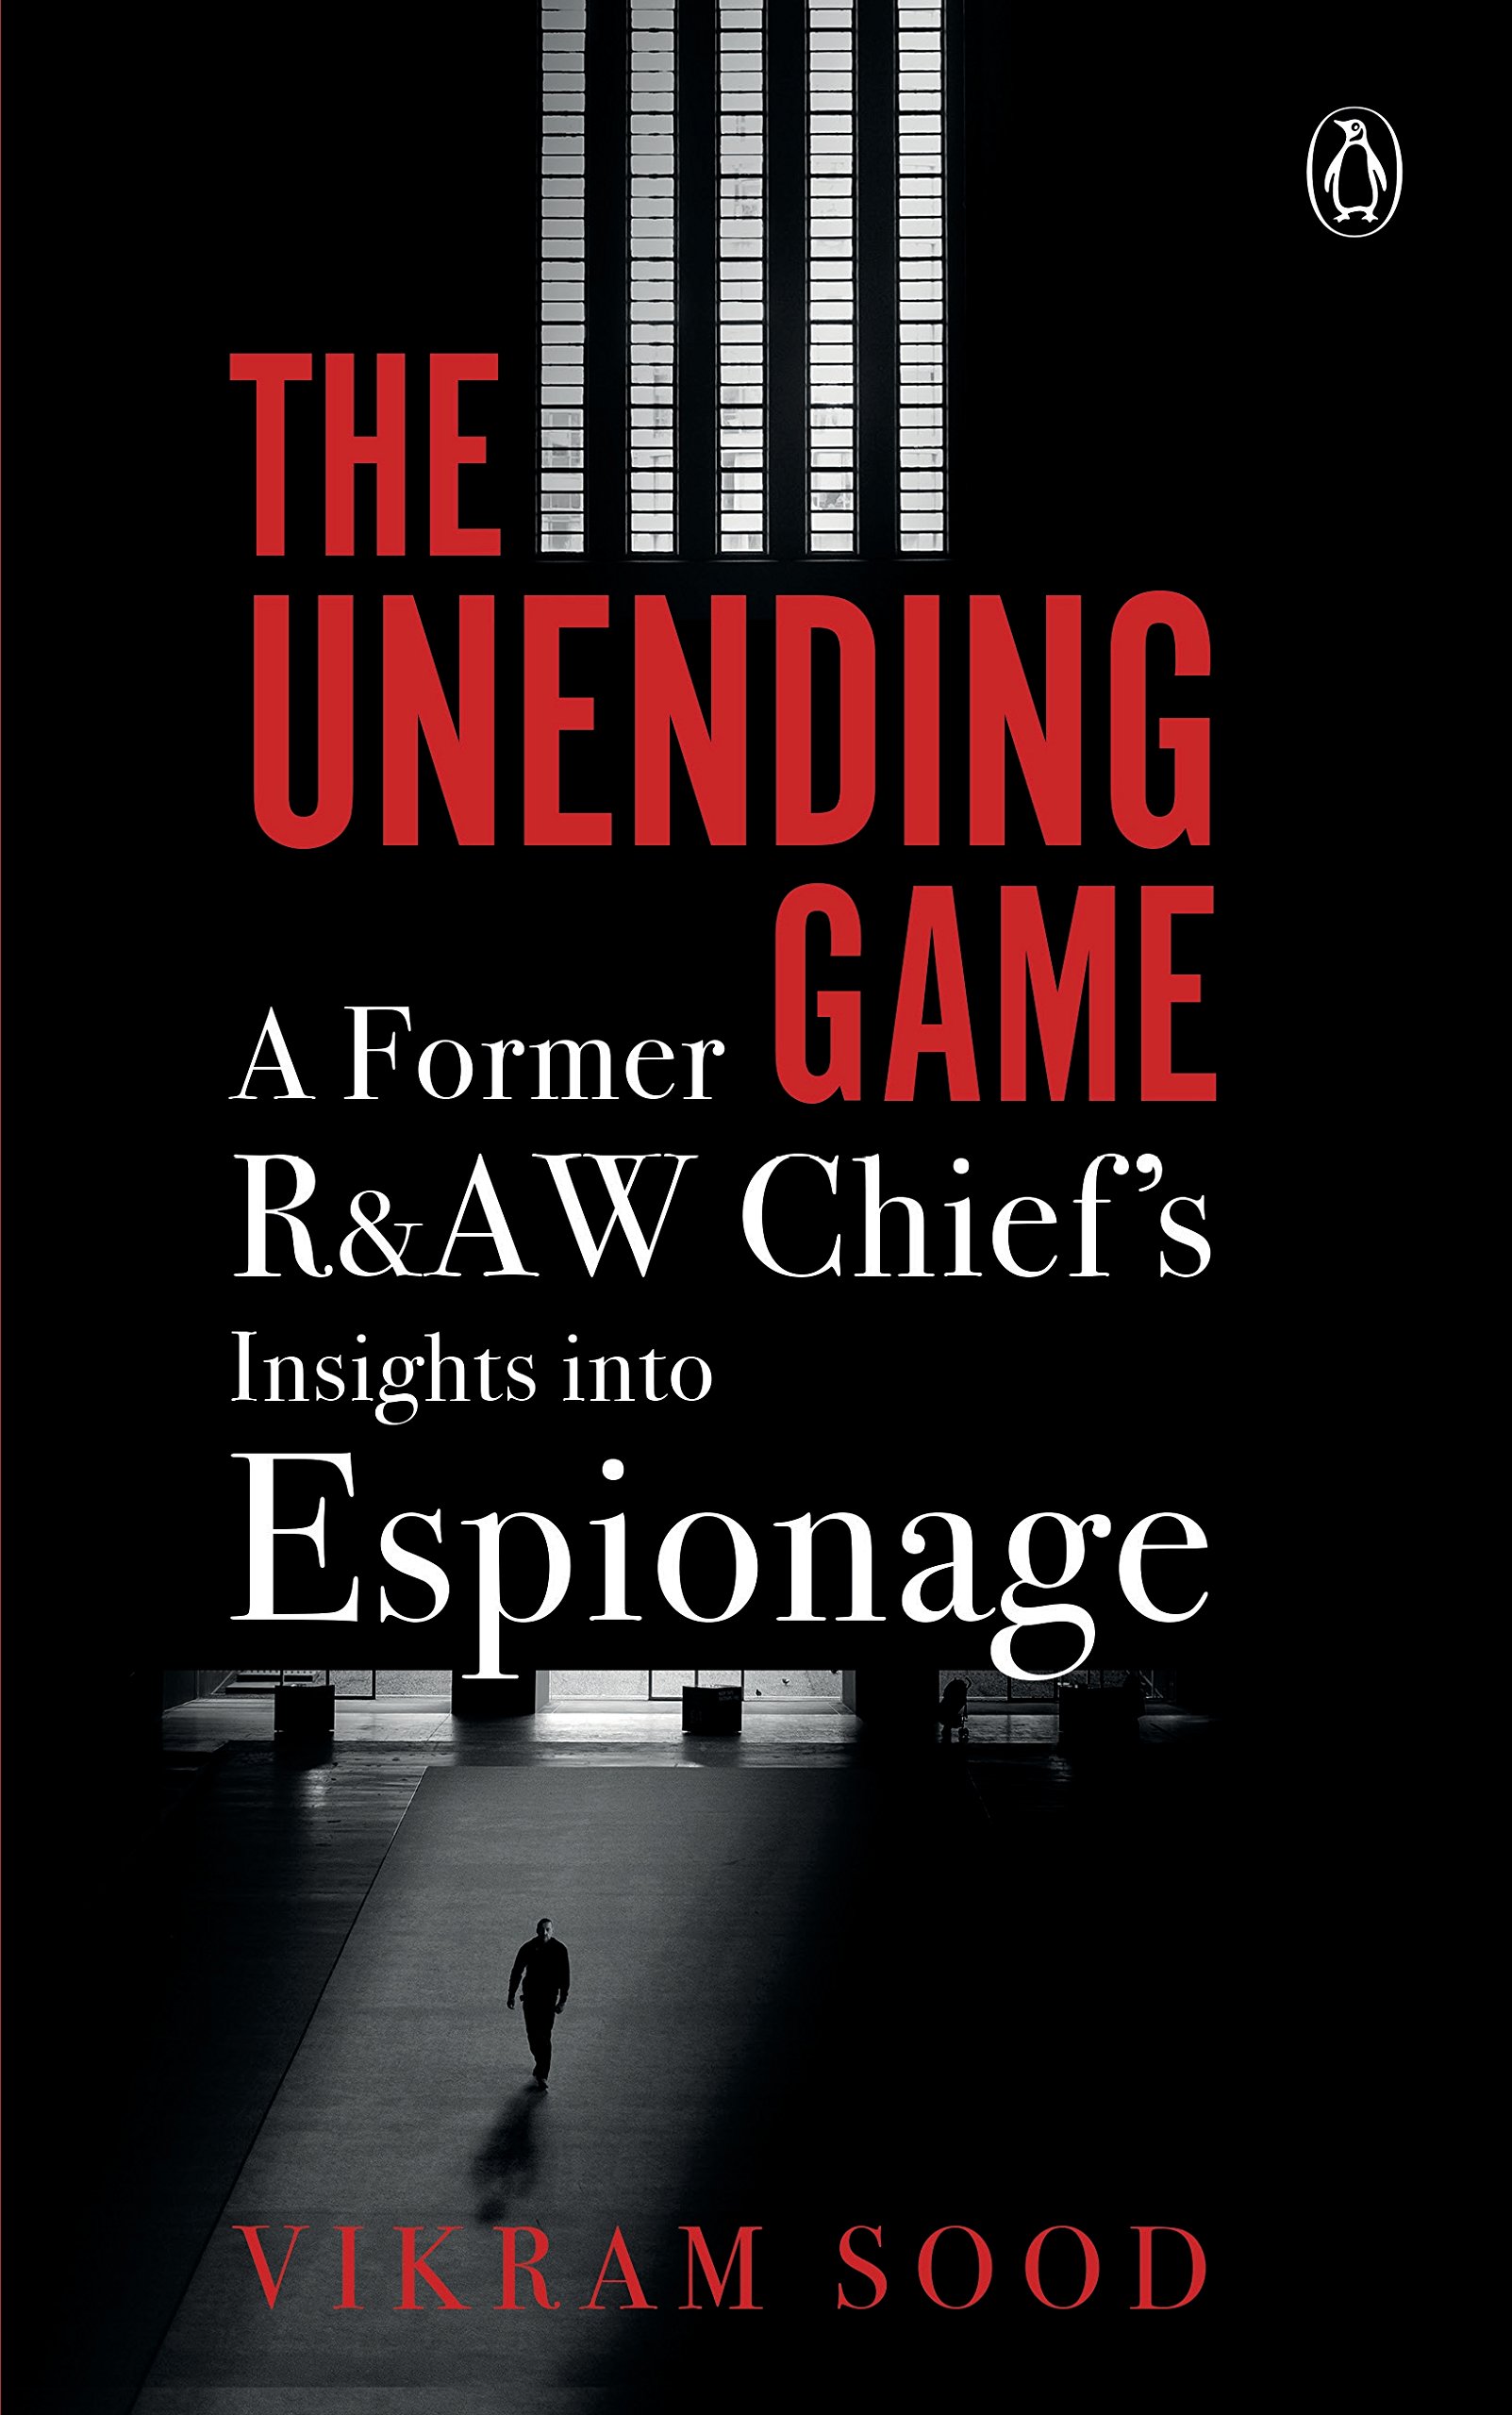 THE
UNENDING
GAME
A Former
R&AW Chief’s
Insights into
Espionage
VIKRAM SOOD